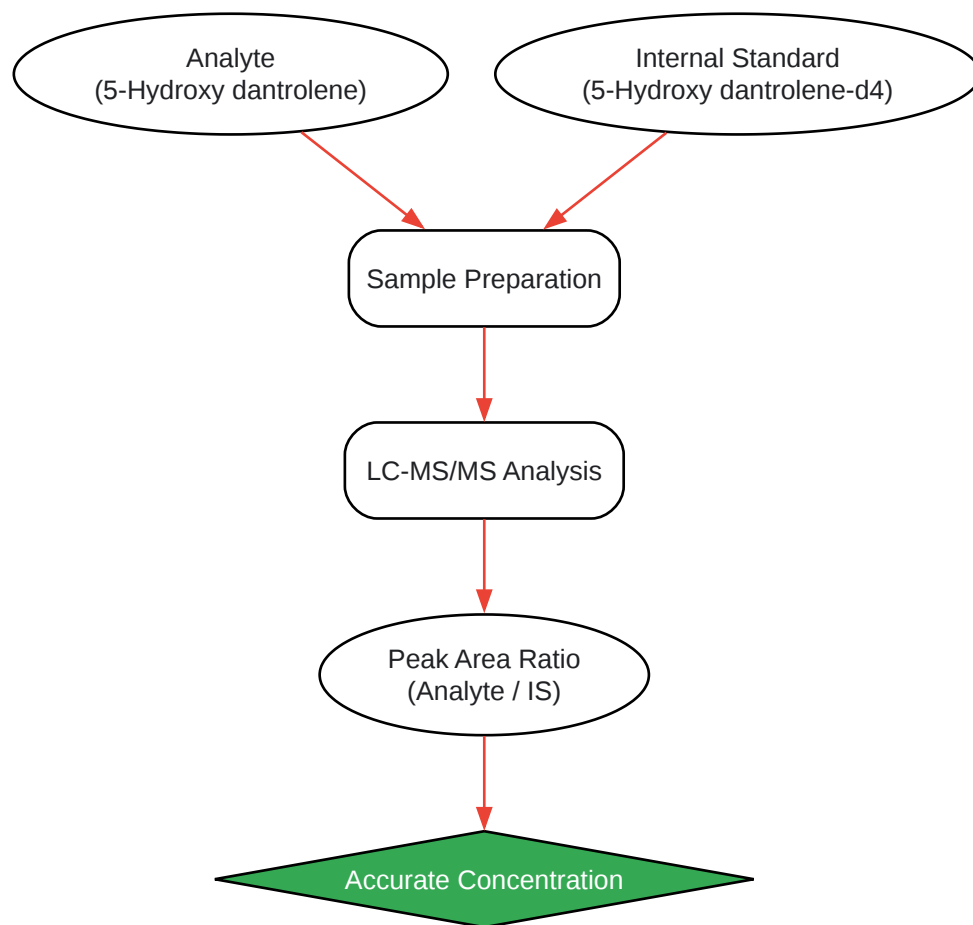 Analyte
(5-Hydroxy dantrolene)
Internal Standard
(5-Hydroxy dantrolene-d4)
Sample Preparation
LC-MS/MS Analysis
Peak Area Ratio
(Analyte / IS)
Accurate Concentration